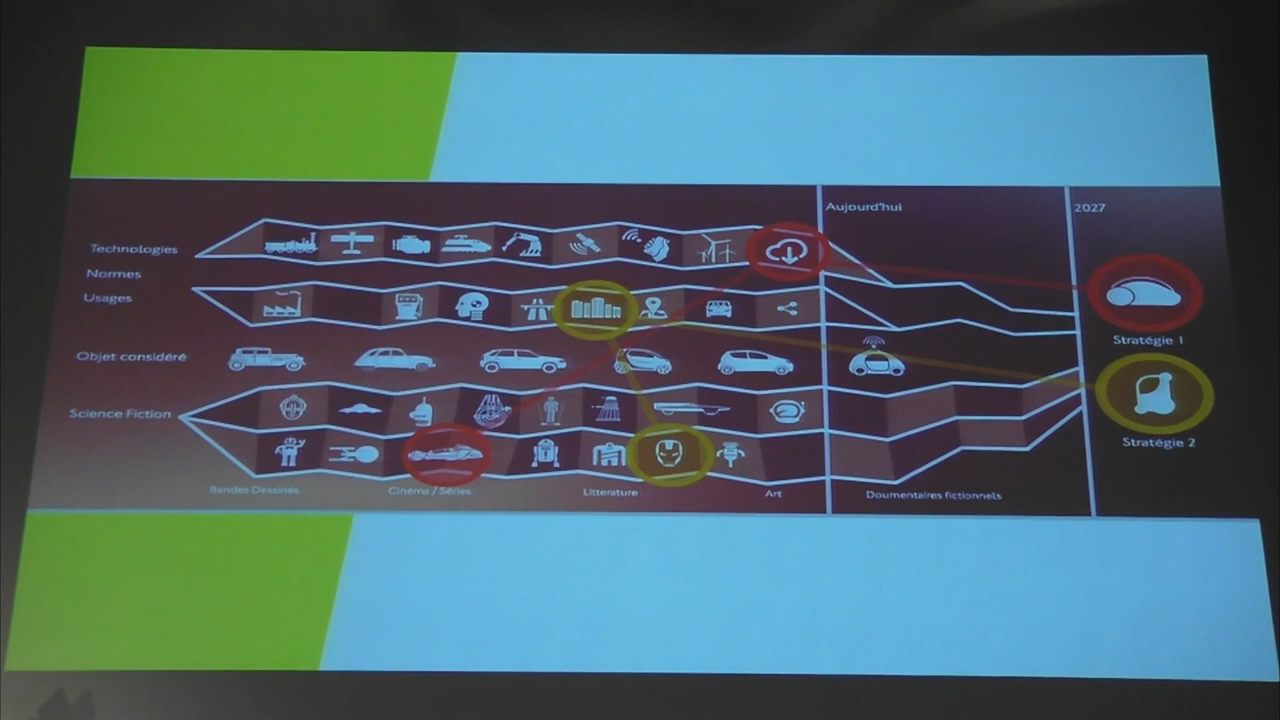 Aujourd'hui
2027
Technologies
Normes
Usages
Objet considéré
Science Fiction
Stratégie 1
Stratégie 2
Bandes Dessinés
Cinéma / Séries
Litterature
Art
Doumentaires fictionnels